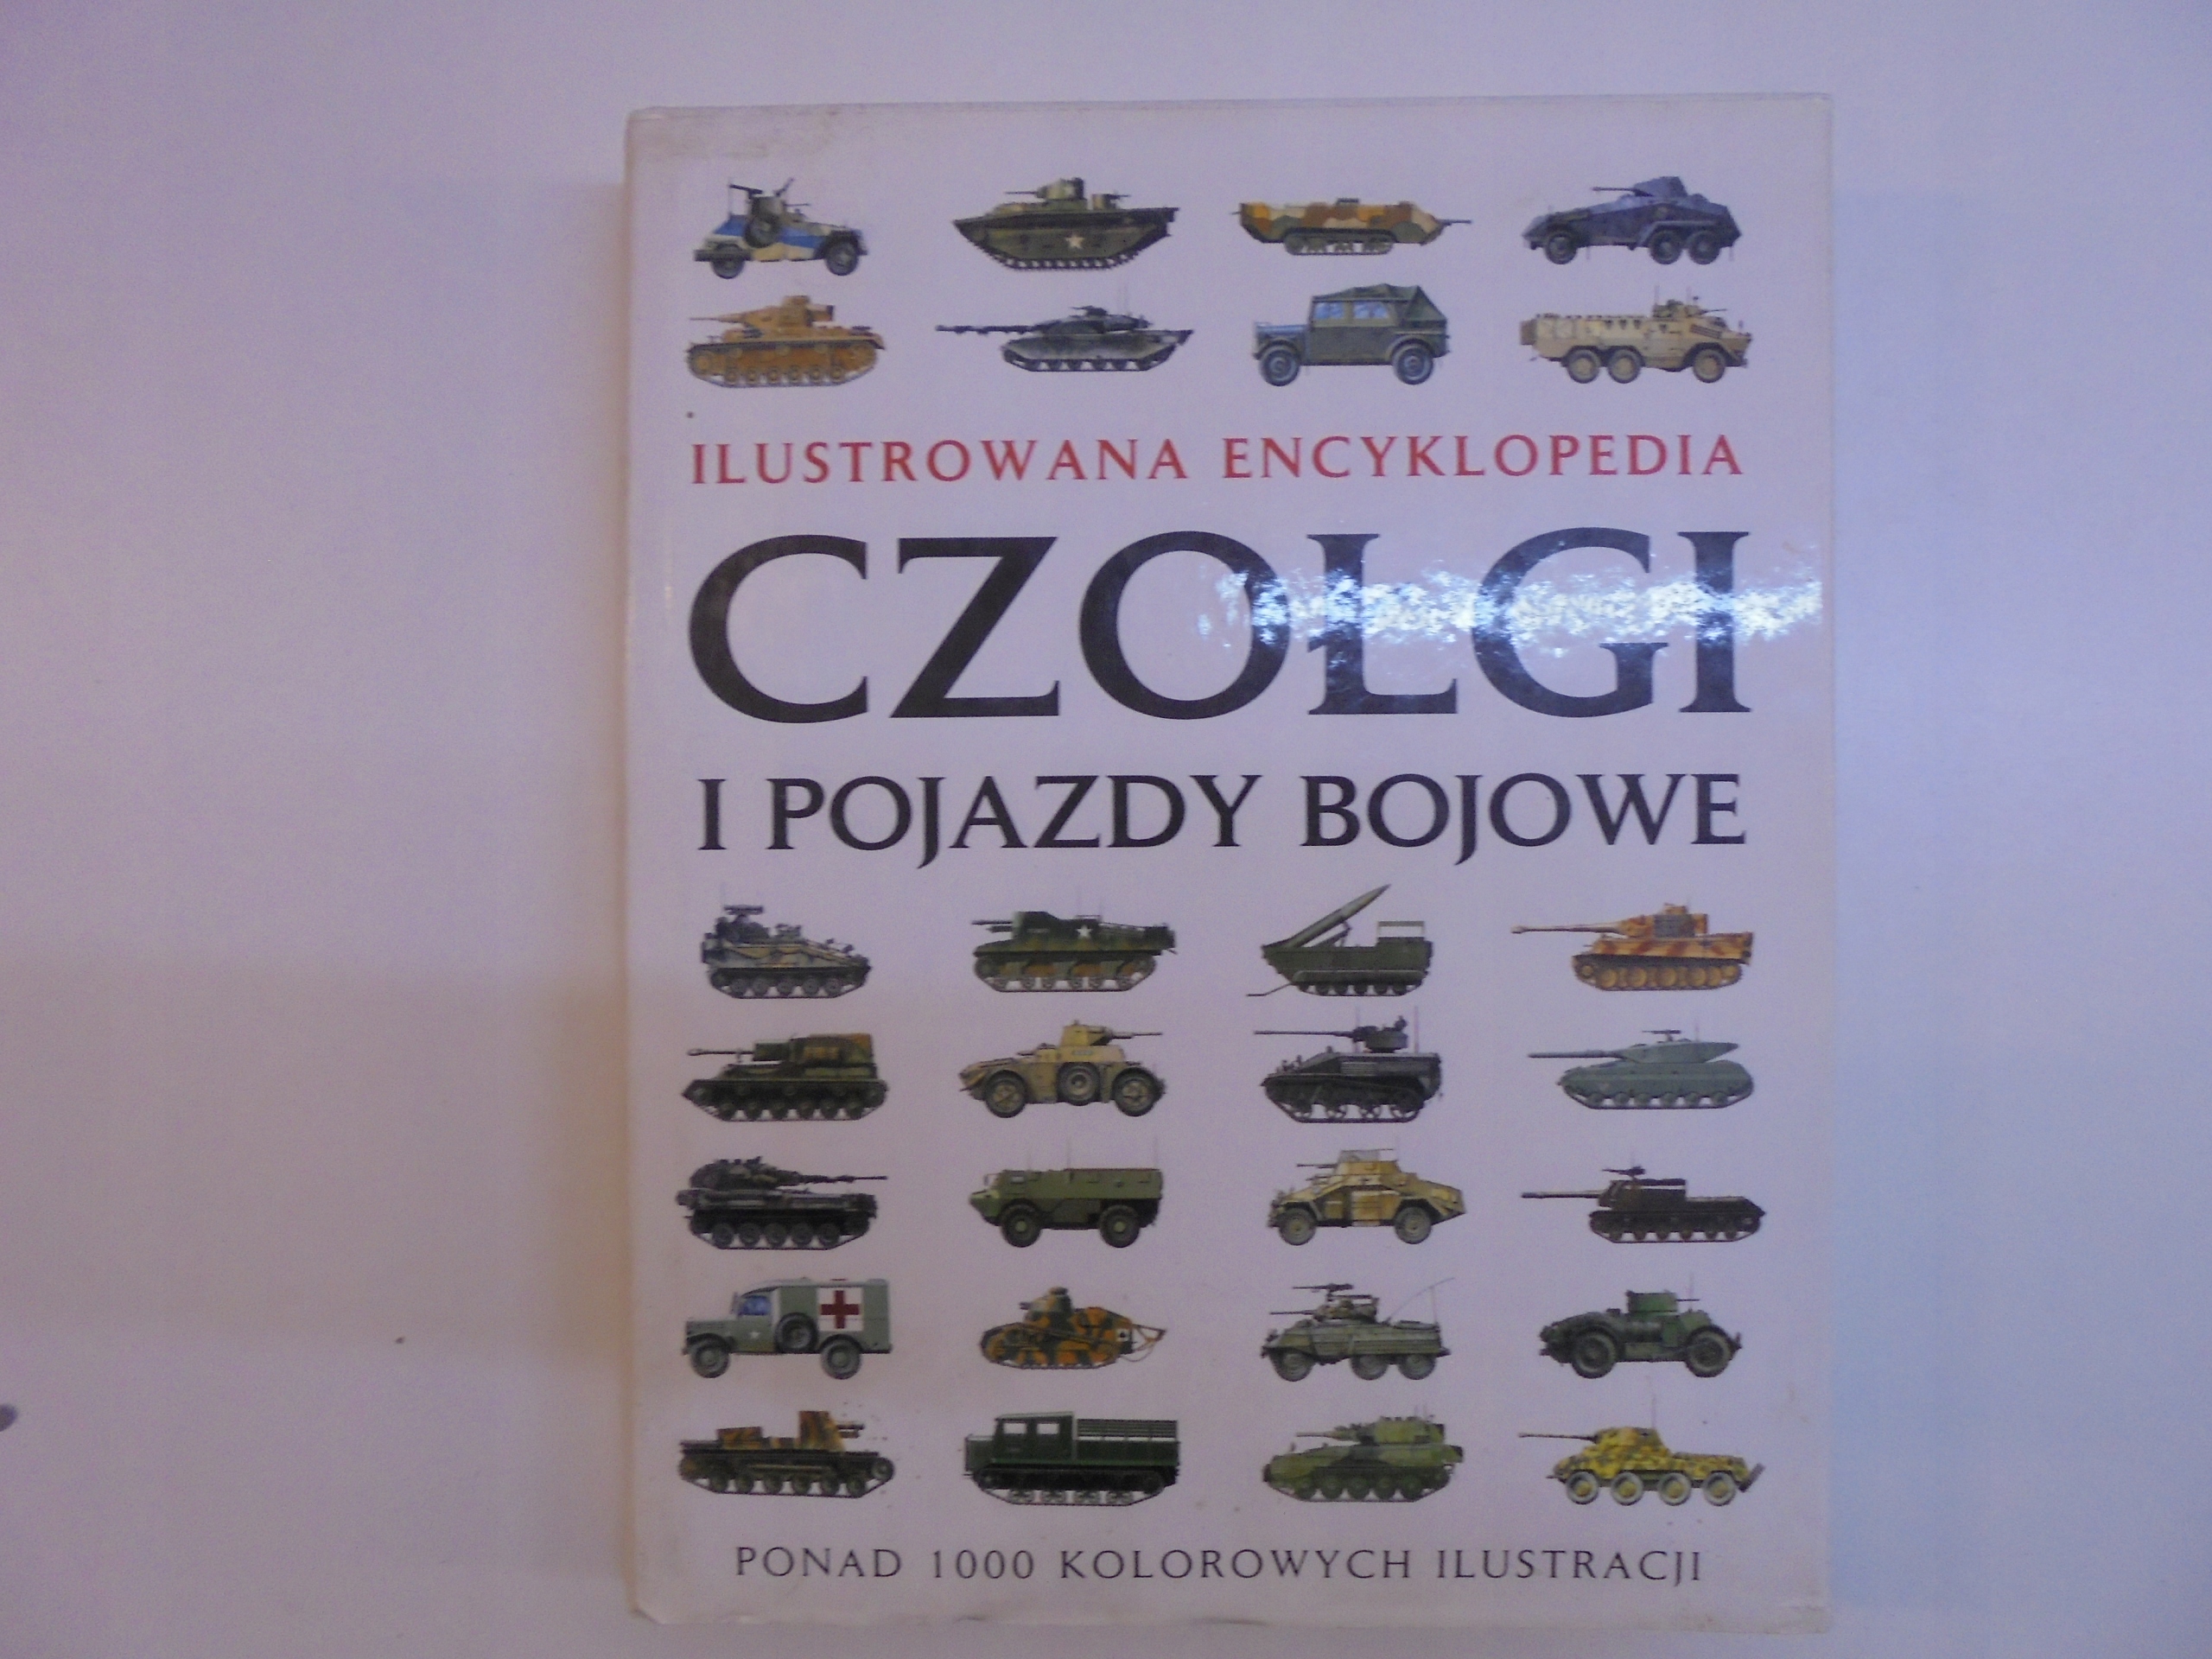 ILUSTROWANA ENCYKLOPEDIA
CZOŁGI
I POJAZDY BOJOWE
PONAD 1000 KOLOROWYCH ILUSTRACJI